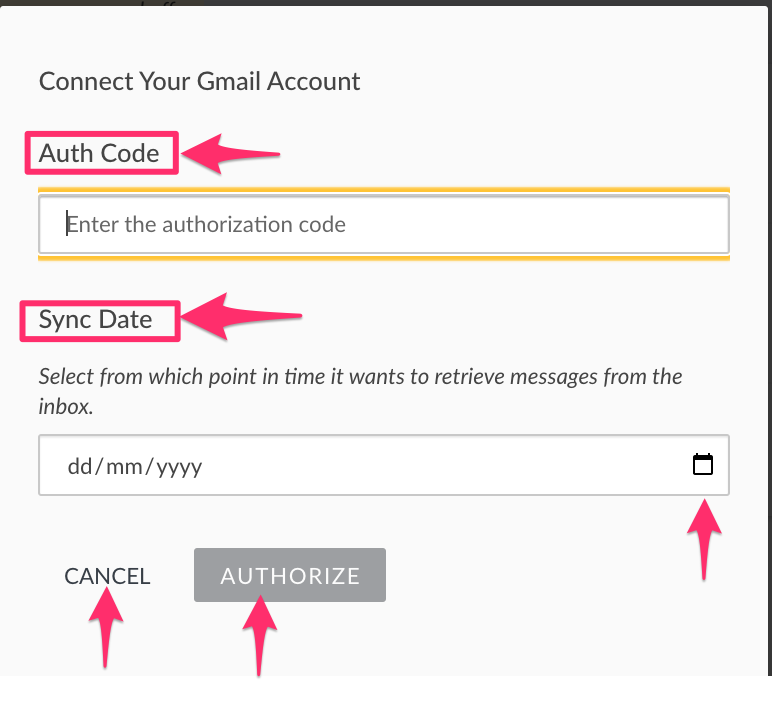 Connect Your Gmail Account
Auth Code
Enter the authorization code
Sync Date
Select from which point in time it wants to retrieve messages from the
inbox.
dd/mm/yyyy
CANCEL AUTHORIZE